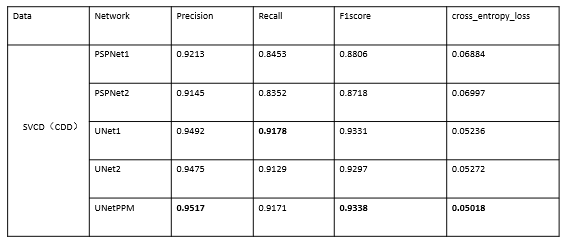 Data Network Precision Recall F1score cross_entropy_loss
PSPNet1 0.9213 0.8453 0.8806 0.06884
PSPNet2 0.9145 0.8352 0.8718 0.06997
SVCD（CDD） UNet1 0.9492 0.9178 0.9331 0.05236
UNet2 0.9475 0.9129 0.9297 0.05272
UNetPPM 0.9517 0.9171 0.9338 0.05018